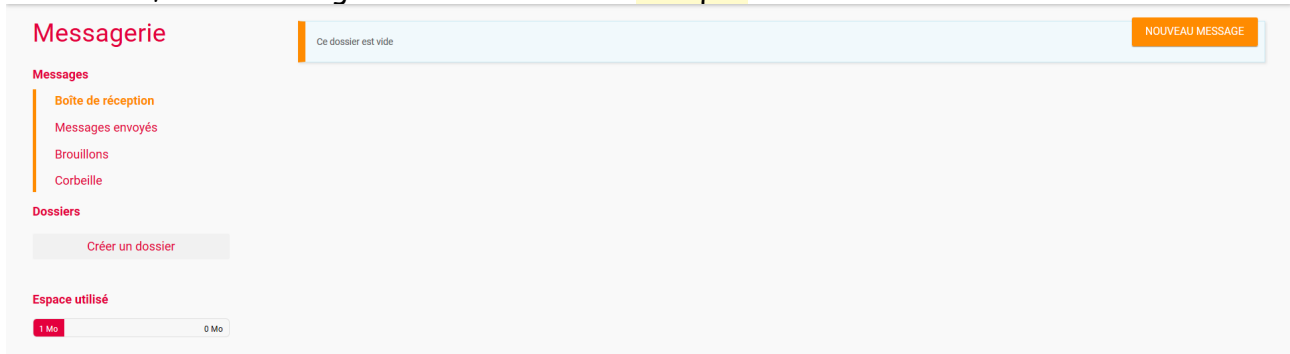 Messagerie
Ce dossier est vide
NOUVEAU MESSAGE
Messages
Boîte de réception
Messages envoyés
Brouillons
Corbeille
Dossiers
Créer un dossier
Espace utilisé
1 Mo 0 Mo